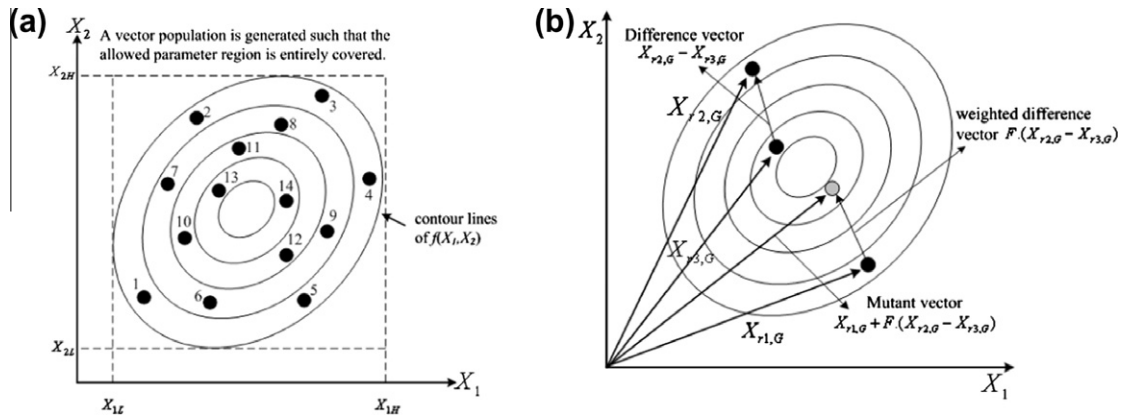 (a)
X2
A vector population is generated such that the
allowed parameter region is entirely covered.
X2H
3
2
8
11
7
13
14
4
10
9
12
contour lines
of f(X1,X2)
1
6
5
X2L
X1
X1L
X1H
(b)
X2
Difference vector
Xr2,G − Xr3,G
Xr2,G
weighted difference
vector F.(Xr2,G − Xr3,G)
Xr3,G
Mutant vector
Xr1,G + F.(Xr2,G − Xr3,G)
Xr1,G
X1